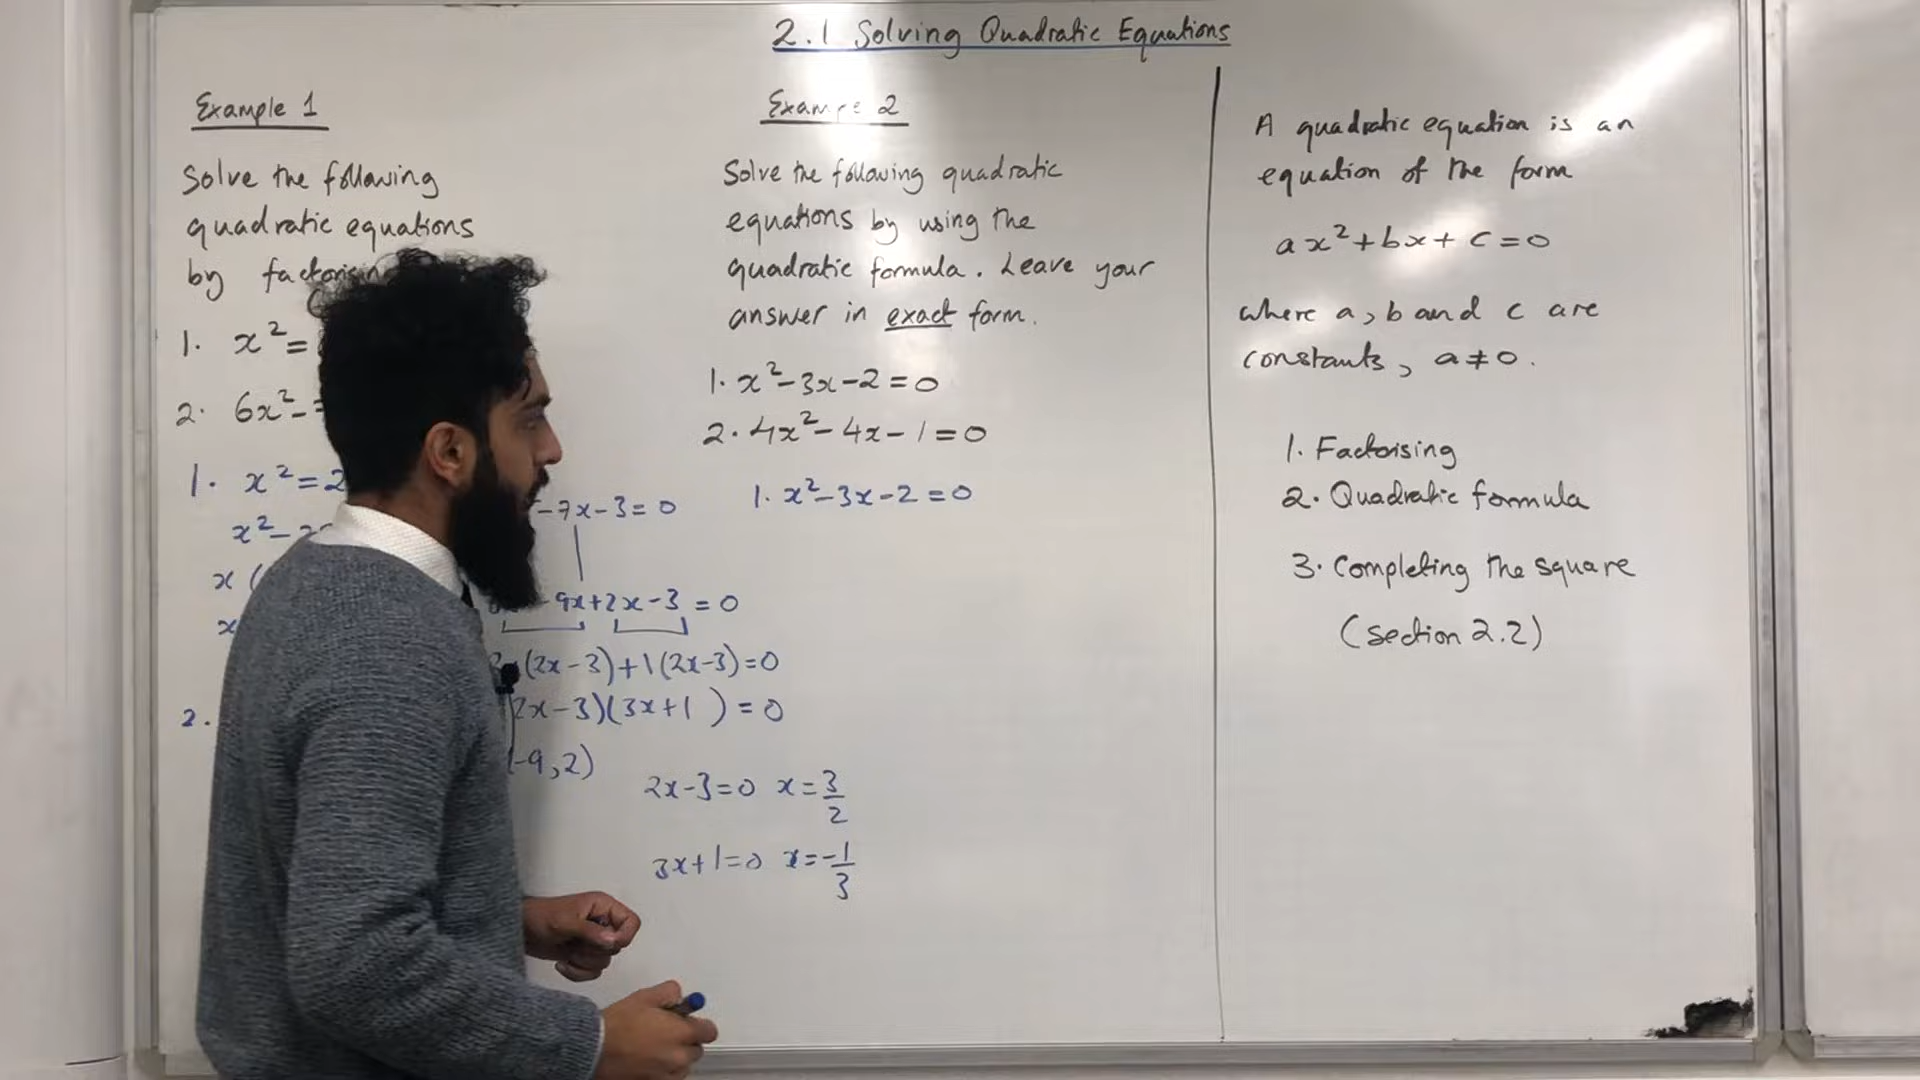 2.1 Solving Quadratic Equations
Example 1
Solve the following
quadratic equations
by
1. x² =
2. 6x² -
1. x² = 2
x² -
x (
x
2.
-7x-3=0
-9x+2x-3 = 0
(2x-3)+1(2x-3)=0
2x-3)(3x+1 ) = 0
(-9,2)
2x-3=0 x=3/2
3x+1=0 x=-1/3
Example 2
Solve the following quadratic
equations by using the
quadratic formula. Leave your
answer in exact form.
1. x²-3x-2=0
2. 4x²-4x-1=0
1. x²-3x-2=0
A quadratic equation is an
equation of the form
ax²+bx+c=0
where a, b and c are
constants, a≠0.
1. Factorising
2. Quadratic formula
3. Completing the square
(section 2.2)